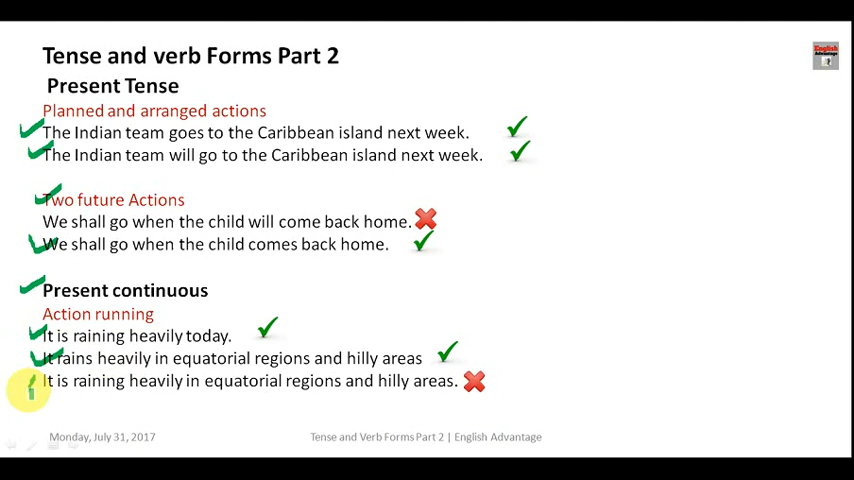 Tense and verb Forms Part 2
English
Advantage
Present Tense
Planned and arranged actions
The Indian team goes to the Caribbean island next week.
The Indian team will go to the Caribbean island next week.
Two future Actions
We shall go when the child will come back home.
We shall go when the child comes back home.
Present continuous
Action running
It is raining heavily today.
It rains heavily in equatorial regions and hilly areas
It is raining heavily in equatorial regions and hilly areas.
Monday, July 31, 2017
Tense and Verb Forms Part 2 | English Advantage